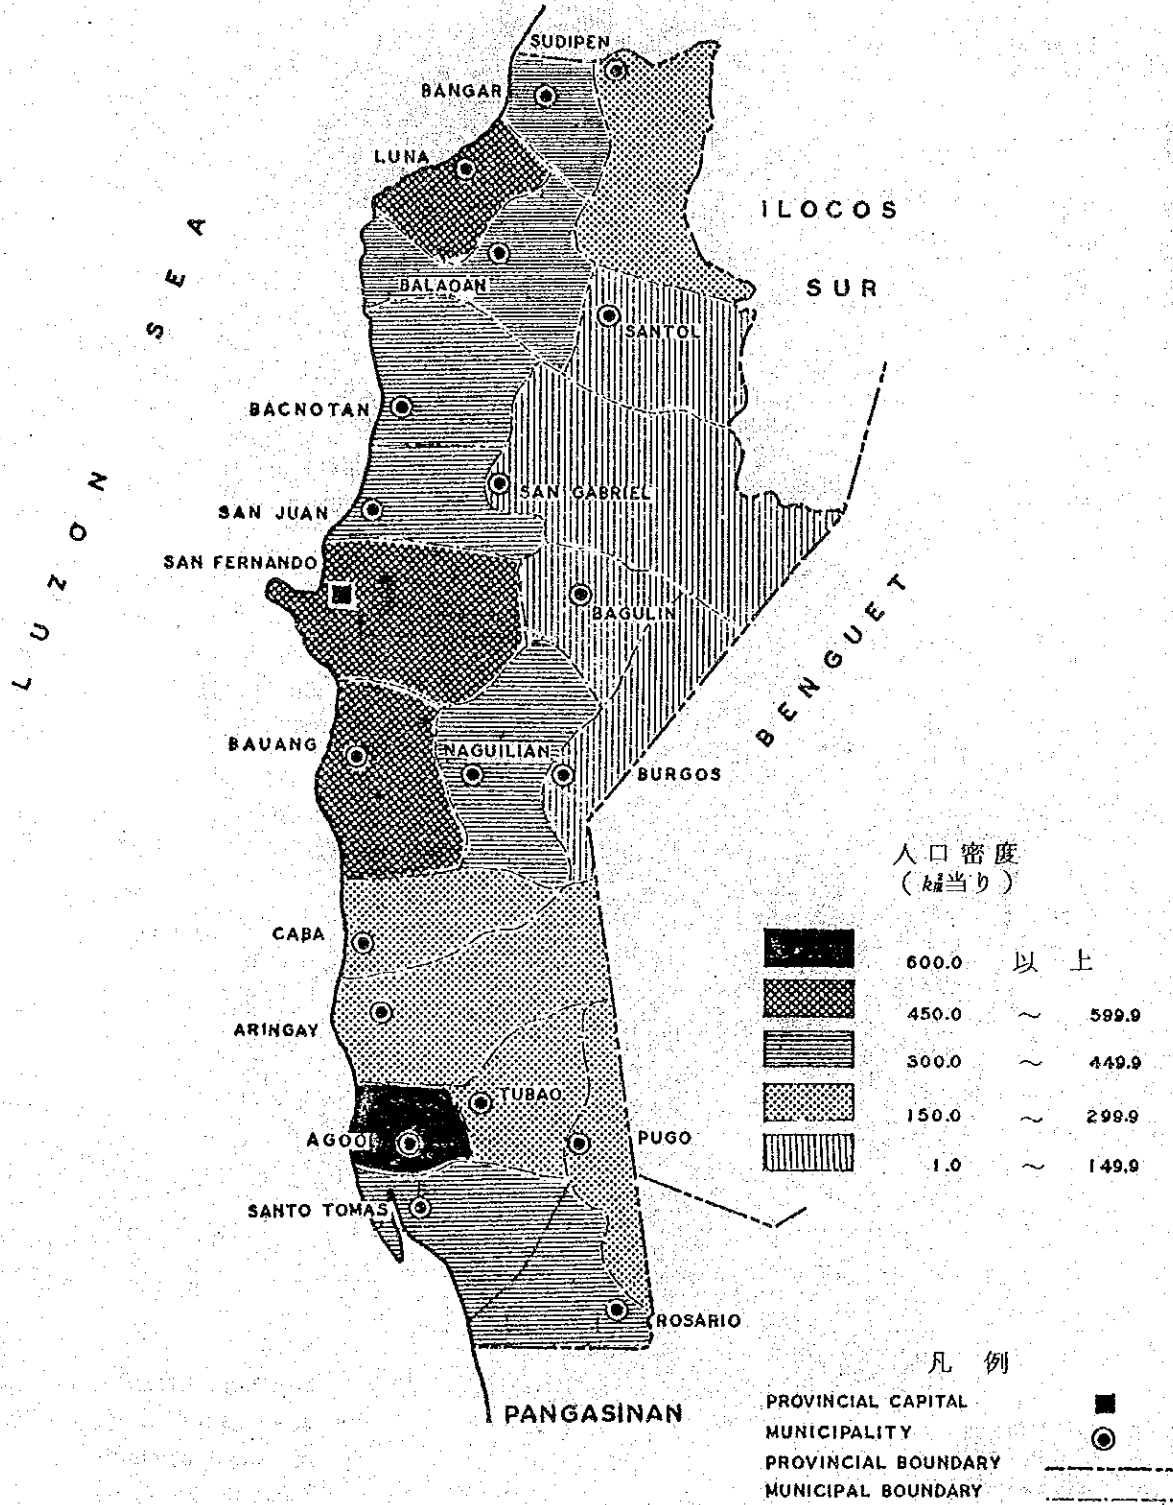 SUDIPEN
BANGAR
LUNA
ILOCOS
SUR
LUZON SEA
BALAOAN
SANTOL
BACNOTAN
SAN GABRIEL
SAN JUAN
SAN FERNANDO
BAGULIN
BENGUET
BAUANG
NAGUILIAN
BURGOS
CABA
ARINGAY
TUBAO
AGOO
PUGO
SANTO TOMAS
ROSARIO
PANGASINAN
人口密度
(㎢当り)
600.0 以上
450.0 ~ 599.9
300.0 ~ 449.9
150.0 ~ 299.9
1.0 ~ 149.9
凡例
PROVINCIAL CAPITAL
MUNICIPALITY
PROVINCIAL BOUNDARY
MUNICIPAL BOUNDARY